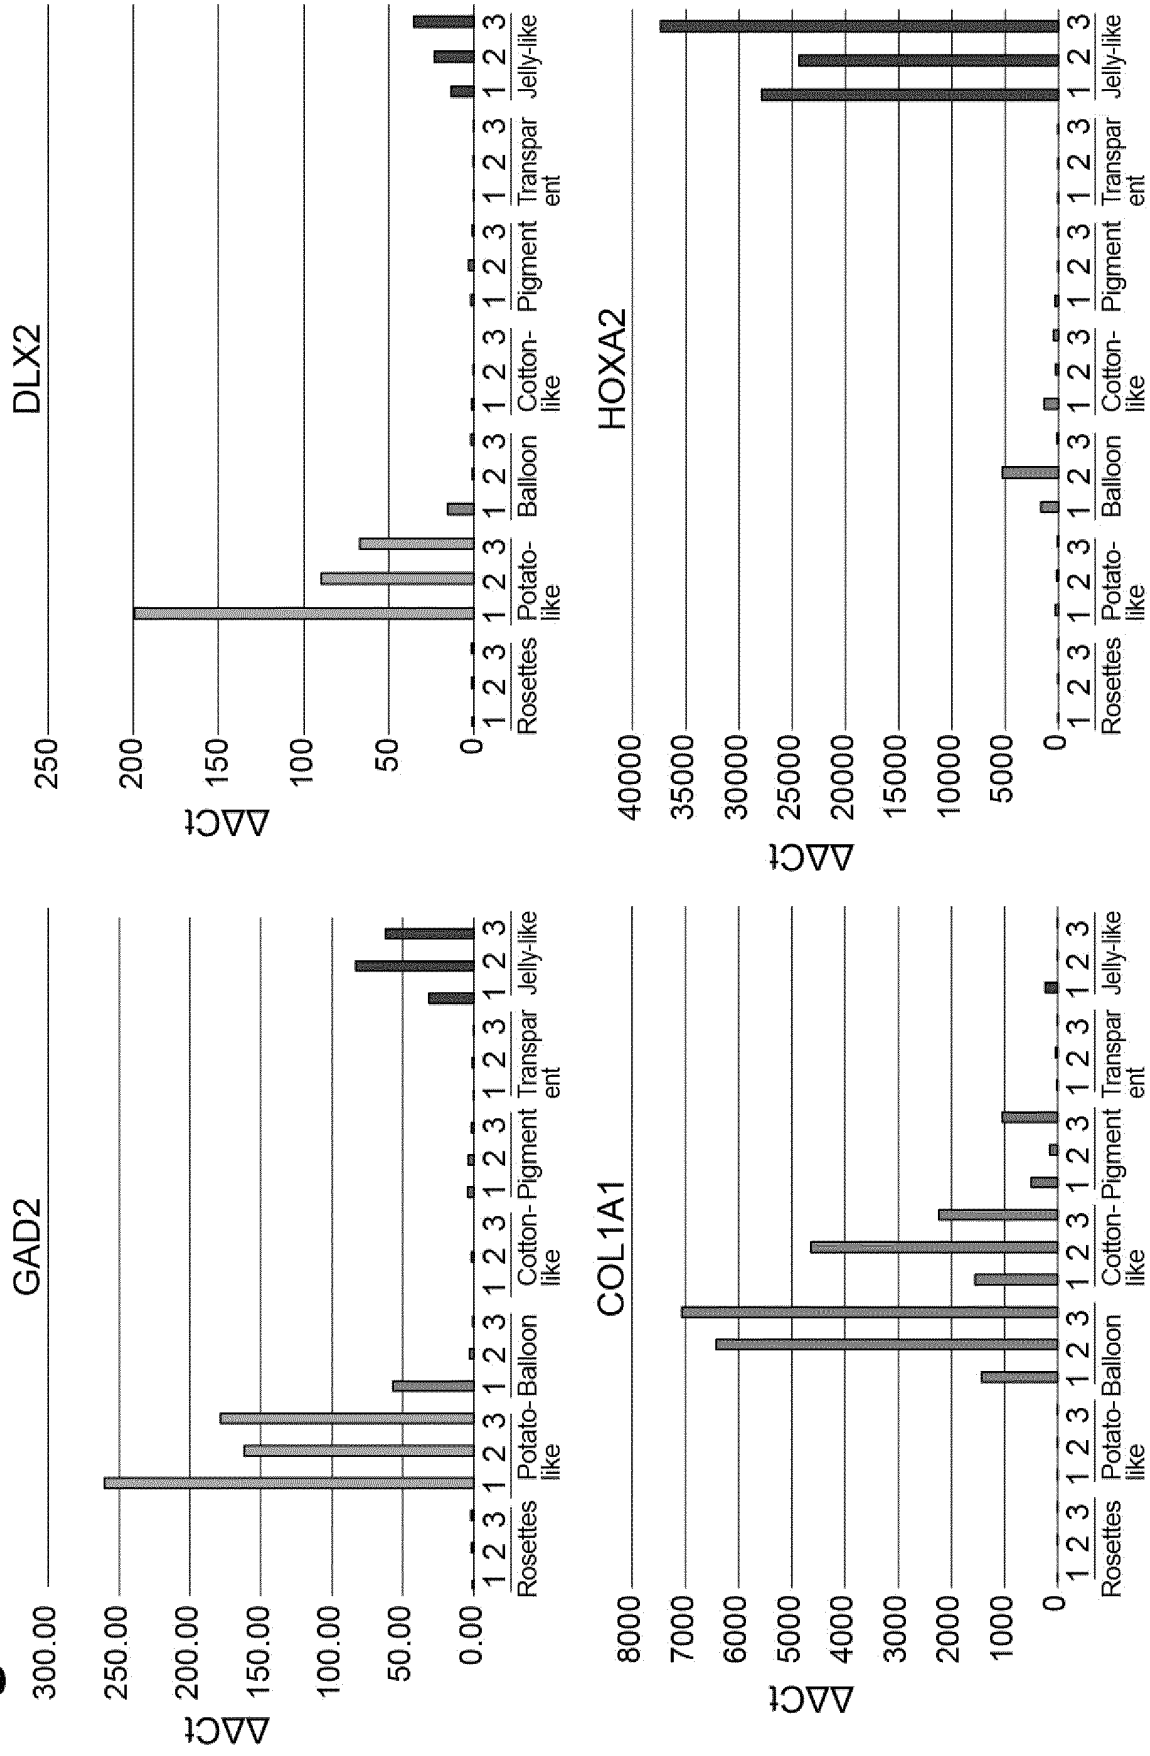 GAD2
ΔΔCt
300.00
250.00
200.00
150.00
100.00
50.00
0.00
1 2 3 1 2 3 1 2 3 1 2 3 1 2 3 1 2 3 1 2 3
Rosettes Potato- Balloon Cotton- Pigment Transpar Jelly-like
like like ent
DLX2
ΔΔCt
250
200
150
100
50
0
1 2 3 1 2 3 1 2 3 1 2 3 1 2 3 1 2 3 1 2 3
Rosettes Potato- Balloon Cotton- Pigment Transpar Jelly-like
like like ent
COL1A1
ΔΔCt
8000
7000
6000
5000
4000
3000
2000
1000
0
1 2 3 1 2 3 1 2 3 1 2 3 1 2 3 1 2 3 1 2 3
Rosettes Potato- Balloon Cotton- Pigment Transpar Jelly-like
like like ent
HOXA2
ΔΔCt
40000
35000
30000
25000
20000
15000
10000
5000
0
1 2 3 1 2 3 1 2 3 1 2 3 1 2 3 1 2 3 1 2 3
Rosettes Potato- Balloon Cotton- Pigment Transpar Jelly-like
like like ent